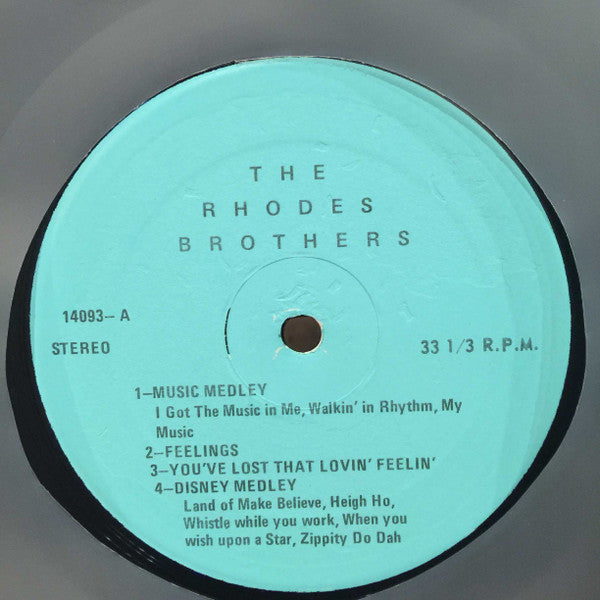 THE
RHODES
BROTHERS
14093-A
STEREO
33 1/3 R.P.M.
1-MUSIC MEDLEY
I Got The Music in Me, Walkin' in Rhythm, My
Music
2-FEELINGS
3-YOU'VE LOST THAT LOVIN' FEELIN'
4-DISNEY MEDLEY
Land of Make Believe, Heigh Ho,
Whistle while you work, When you
wish upon a Star, Zippity Do Dah